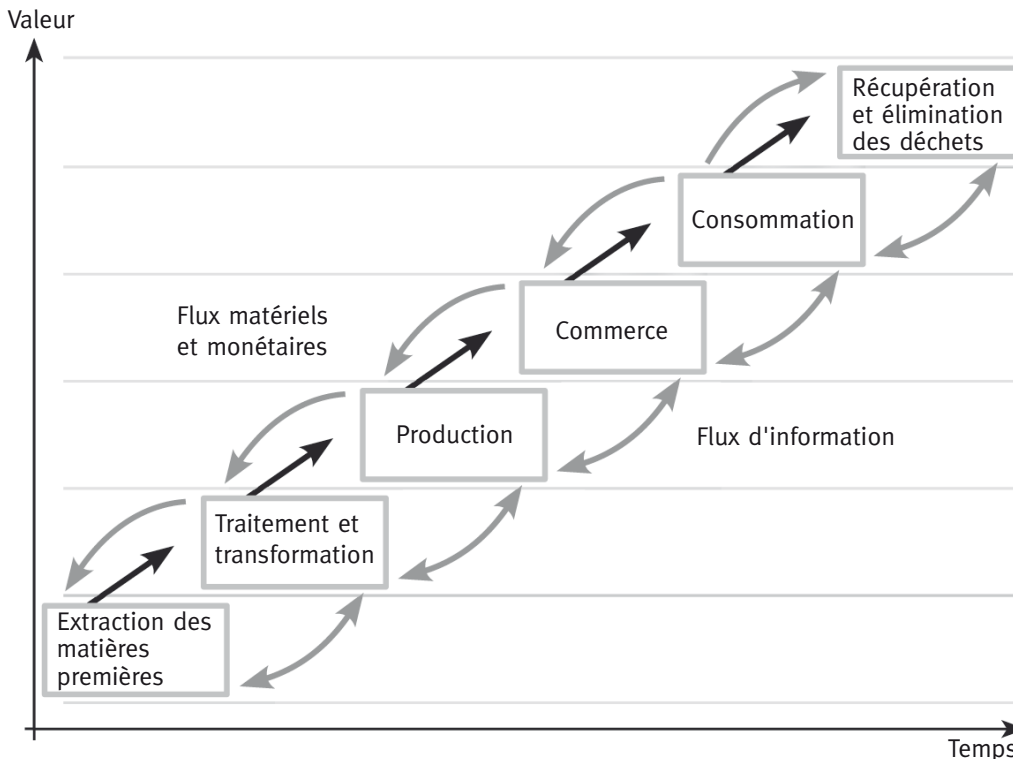 Valeur
Récupération
et élimination
des déchets
Consommation
Flux matériels
et monétaires
Commerce
Production
Flux d'information
Traitement et
transformation
Extraction des
matières
premières
Temps